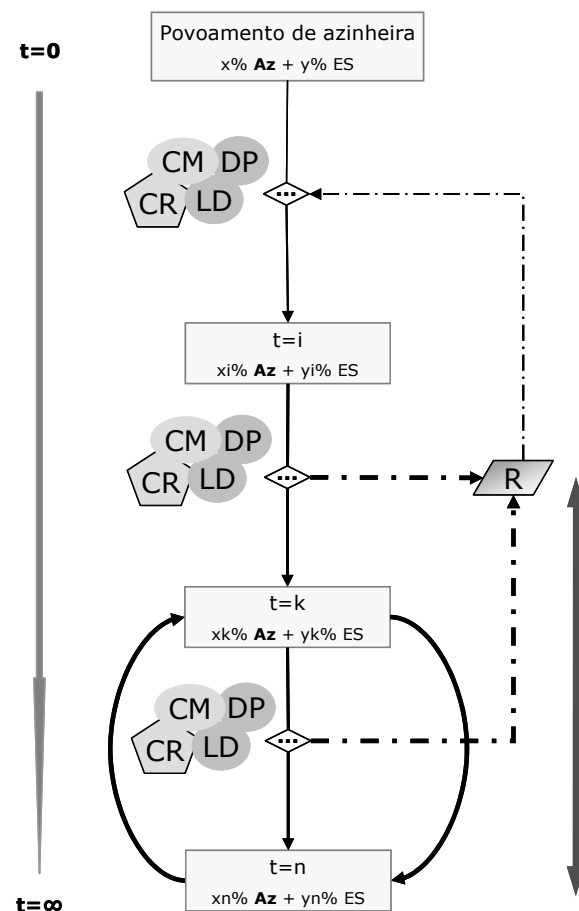 Povoamento de azinheira
x% Az + y% ES
t=0
CM DP
CR LD
...
t=i
xi% Az + yi% ES
CM DP
CR LD
...
R
t=k
xk% Az + yk% ES
CM DP
CR LD
...
t=n
xn% Az + yn% ES
t=∞